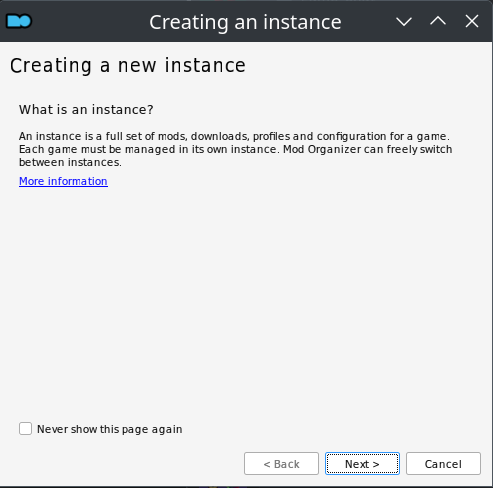 Creating an instance
Creating a new instance
What is an instance?
An instance is a full set of mods, downloads, profiles and configuration for a game.
Each game must be managed in its own instance. Mod Organizer can freely switch
between instances.
More information
Never show this page again
< Back
Next >
Cancel